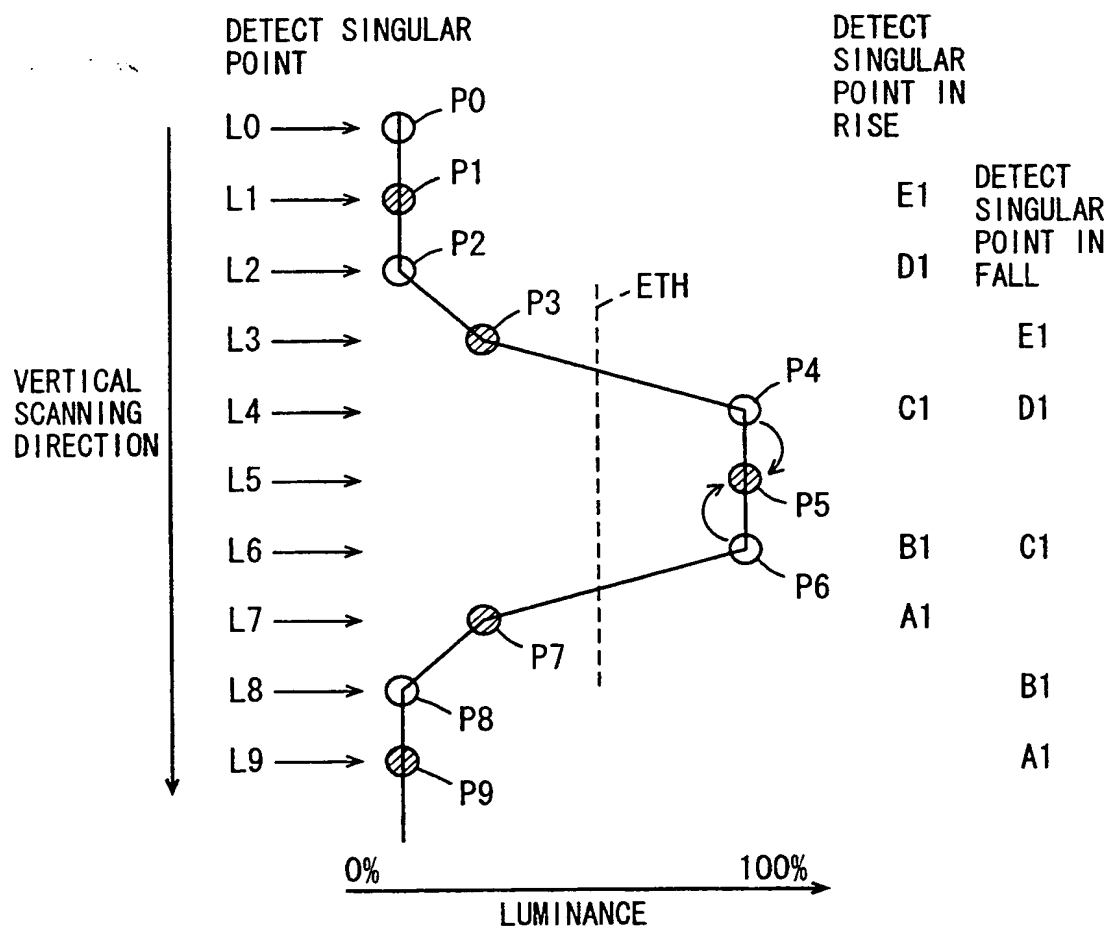 DETECT SINGULAR
POINT
DETECT
SINGULAR
POINT IN
RISE
L0
P0
L1
P1
E1
DETECT
SINGULAR
POINT IN
FALL
L2
P2
D1
ETH
L3
P3
E1
VERTICAL
SCANNING
DIRECTION
L4
P4
C1
D1
L5
P5
L6
P6
B1
C1
L7
P7
A1
L8
P8
B1
L9
P9
A1
0%
100%
LUMINANCE